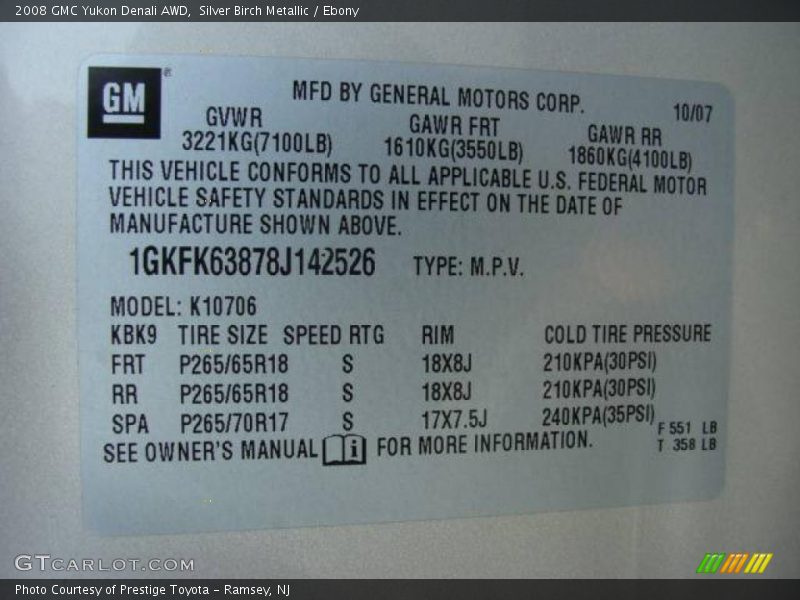 2008 GMC Yukon Denali AWD,  Silver Birch Metallic / Ebony
GM
MFD BY GENERAL MOTORS CORP.
10/07
GVWR
GAWR FRT
GAWR RR
3221KG(7100LB)
1610KG(3550LB)
1860KG(4100LB)
THIS VEHICLE CONFORMS TO ALL APPLICABLE U.S. FEDERAL MOTOR
VEHICLE SAFETY STANDARDS IN EFFECT ON THE DATE OF
MANUFACTURE SHOWN ABOVE.
1GKFK63878J142526 TYPE: M.P.V.
MODEL: K10706
KBK9 TIRE SIZE SPEED RTG RIM COLD TIRE PRESSURE
FRT P265/65R18 S 18X8J 210KPA(30PSI)
RR P265/65R18 S 18X8J 210KPA(30PSI)
SPA P265/70R17 S 17X7.5J 240KPA(35PSI)
F 551 LB
T 358 LB
SEE OWNER'S MANUAL i FOR MORE INFORMATION.
GTCARLOT.COM
Photo Courtesy of Prestige Toyota - Ramsey, NJ